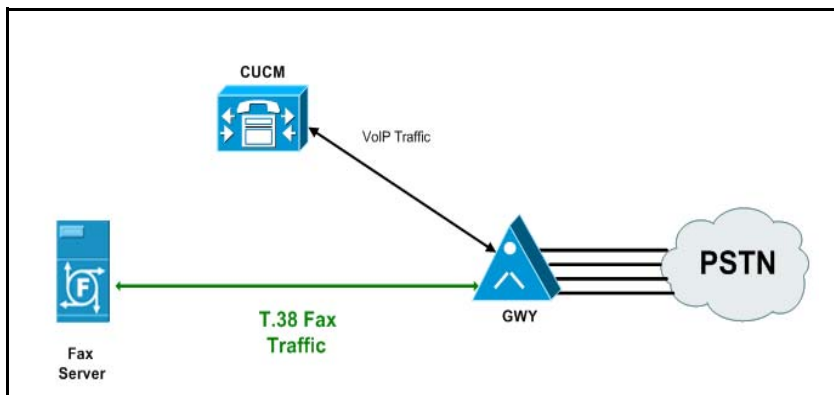 CUCM
VoIP Traffic
PSTN
F
T.38 Fax
Traffic
GWY
Fax
Server